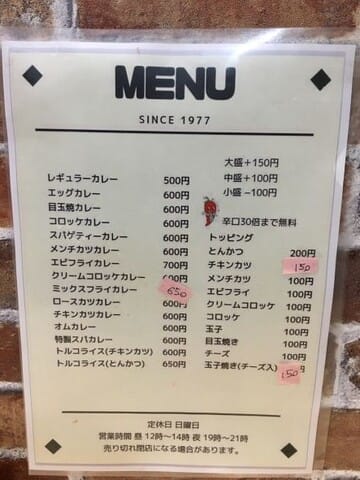 MENU
SINCE 1977
レギュラーカレー 500円
エッグカレー 600円
目玉焼カレー 600円
コロッケカレー 600円
スパゲティーカレー 600円
メンチカツカレー 600円
エビフライカレー 700円
クリームコロッケカレー 600円
ミックスフライカレー 650
ロースカツカレー 600円
チキンカツカレー 600円
オムカレー 600円
特製スパカレー 600円
トルコライス(チキンカツ) 600円
トルコライス(とんかつ) 650円
大盛+150円
中盛+100円
小盛−100円
辛口30倍まで無料
トッピング
とんかつ 200円
チキンカツ 150
メンチカツ 100円
エビフライ 100円
クリームコロッケ 100円
コロッケ 100円
玉子 100円
目玉焼き 100円
チーズ 100円
玉子焼き(チーズ入) 150
定休日 日曜日
営業時間 昼 12時〜14時 夜 19時〜21時
売り切れ閉店になる場合があります。